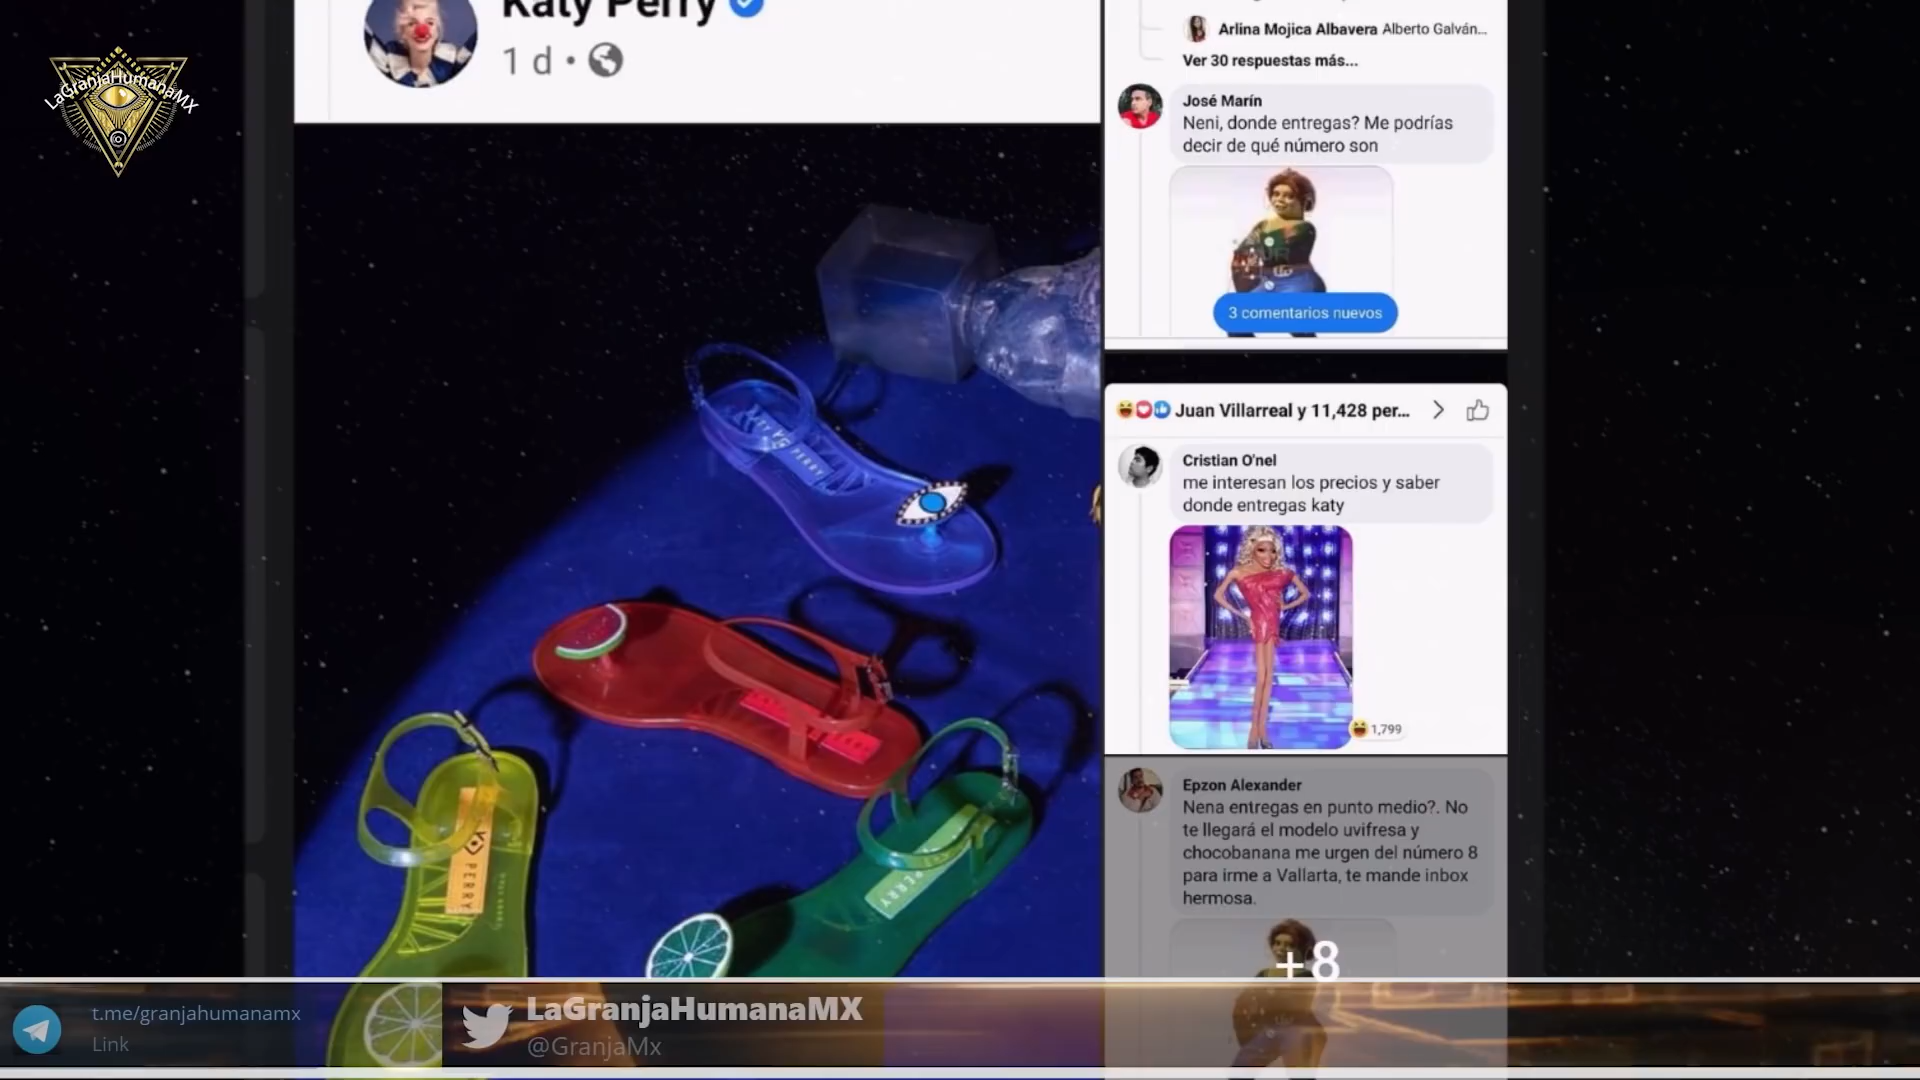 Katy Perry
1 d
LaGranjaHumanaMX
KATY PERRY
PERRY
PERRY
Arlina Mojica Albavera Alberto Galván...
Ver 30 respuestas más...
José Marín
Neni, donde entregas? Me podrías
decir de qué número son
3 comentarios nuevos
Juan Villarreal y 11,428 per...
Cristian O'nel
me interesan los precios y saber
donde entregas katy
1,799
Epzon Alexander
Nena entregas en punto medio?. No
te llegará el modelo uvifresa y
chocobanana me urgen del número 8
para irme a Vallarta, te mande inbox
hermosa.
+8
t.me/granjahumanamx
Link
LaGranjaHumanaMX
@GranjaMx